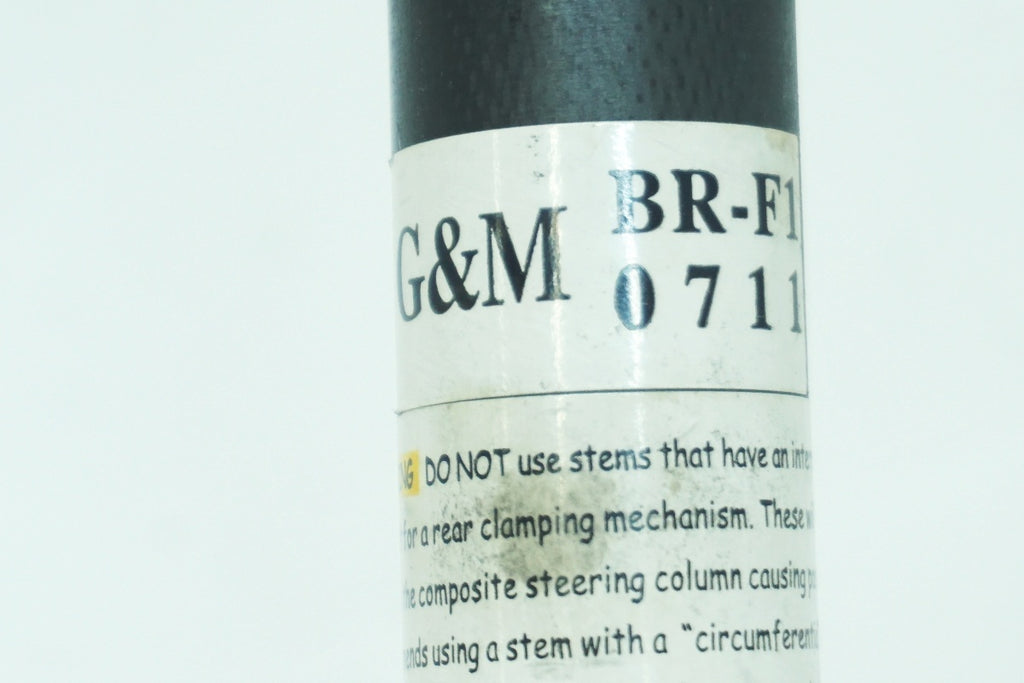 G&M
BR-F1
0711
DO NOT use stems that have an
for a rear clamping mechanism. These
composite steering column causing
using a stem with a "